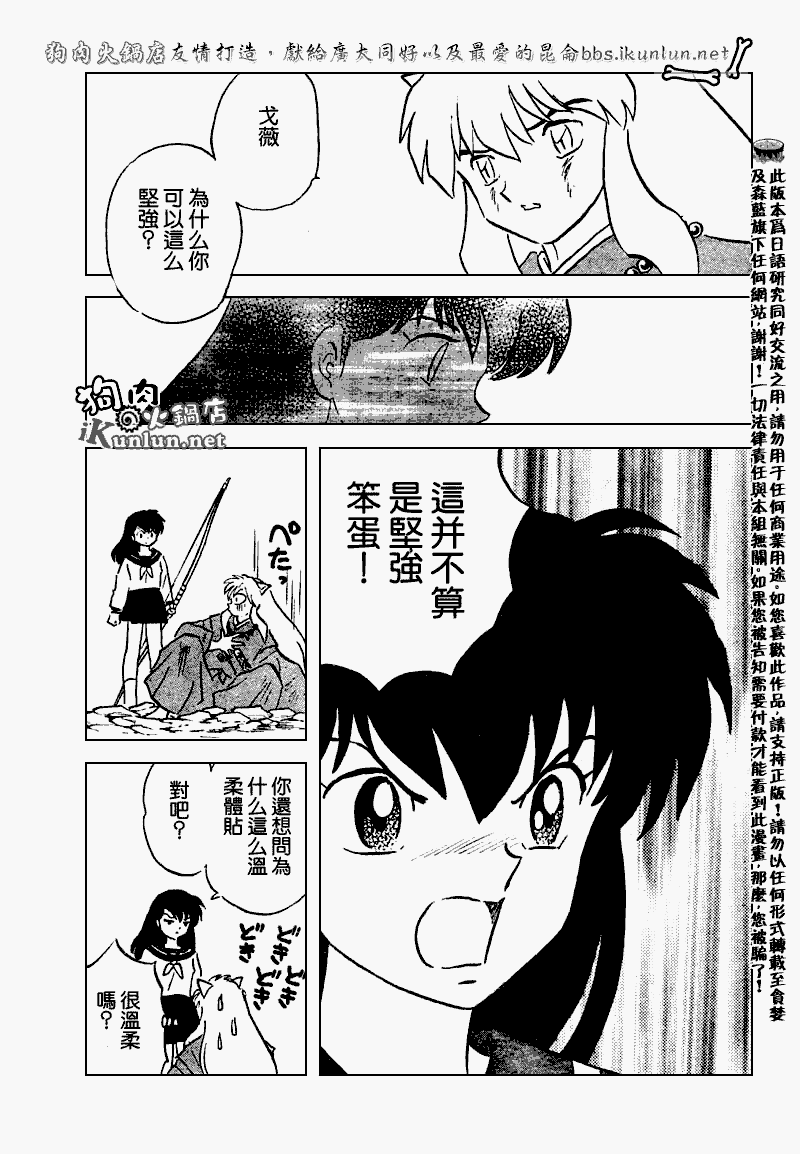 狗肉火鍋店友情打造，獻給廣大同好以及最愛的昆侖bbs.ikunlun.net
戈薇
為什么你
可以這么
堅強？
狗肉
火鍋店
iKunlun.net
這并不算
是堅強
笨蛋！
ぺたっ
你還想問為
什么這么溫
柔體貼
對吧？
どきどき
どきどき
很溫柔
嗎？
此版本爲日語研究同好交流之用，請勿用于任何商業用途。如您喜歡此作品，請支持正版！請勿以任何形式轉載至貪婪
及森藍旗下任何網站，謝謝！一切法律責任與本組無關。如果您被告知需要付款才能看到此漫畫，那麼，您被騙了！